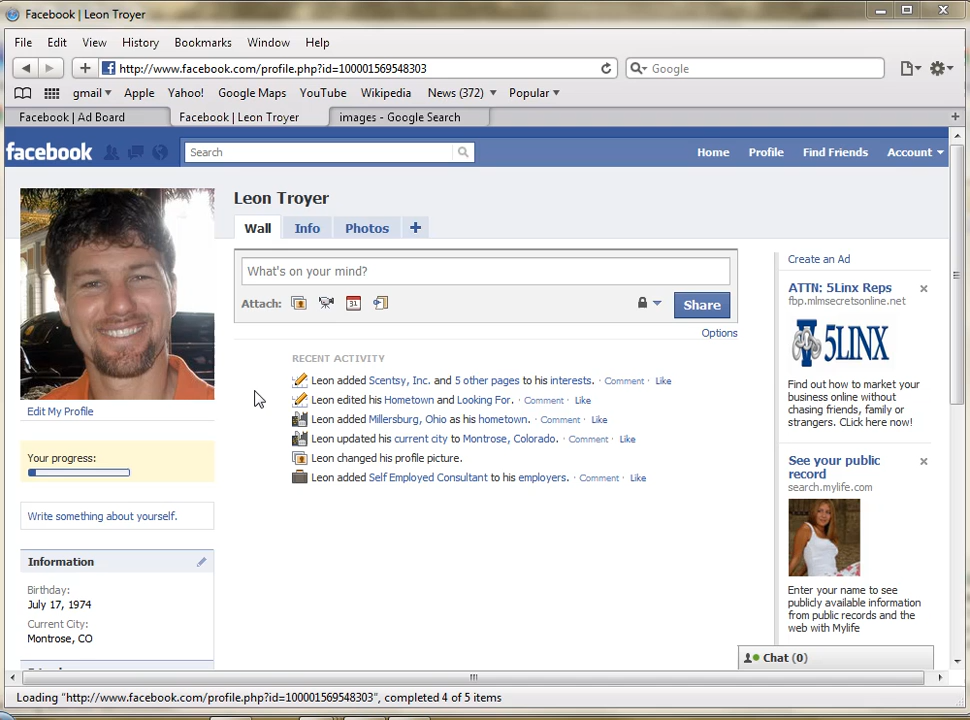 Facebook | Leon Troyer
File Edit View History Bookmarks Window Help
http://www.facebook.com/profile.php?id=100001569548303
Google
gmail Apple Yahoo! Google Maps YouTube Wikipedia News (372) Popular
Facebook | Ad Board
Facebook | Leon Troyer
images - Google Search
facebook
Search
Home Profile Find Friends Account
Leon Troyer
Wall Info Photos +
What's on your mind?
Attach:
31
Share
Options
RECENT ACTIVITY
Leon added Scentsy, Inc. and 5 other pages to his interests. · Comment · Like
Leon edited his Hometown and Looking For. · Comment · Like
Leon added Millersburg, Ohio as his hometown. · Comment · Like
Leon updated his current city to Montrose, Colorado. · Comment · Like
Leon changed his profile picture.
Leon added Self Employed Consultant to his employers. · Comment · Like
Edit My Profile
Your progress:
Write something about yourself.
Information
Birthday:
July 17, 1974
Current City:
Montrose, CO
Create an Ad
ATTN: 5Linx Reps
fbp.mlmsecretsonline.net
5LINX
Find out how to market your
business online without
chasing friends, family or
strangers. CLick here now!
See your public
record
search.mylife.com
Enter your name to see
publicly available information
from public records and the
web with Mylife
Chat (0)
Loading "http://www.facebook.com/profile.php?id=100001569548303", completed 4 of 5 items